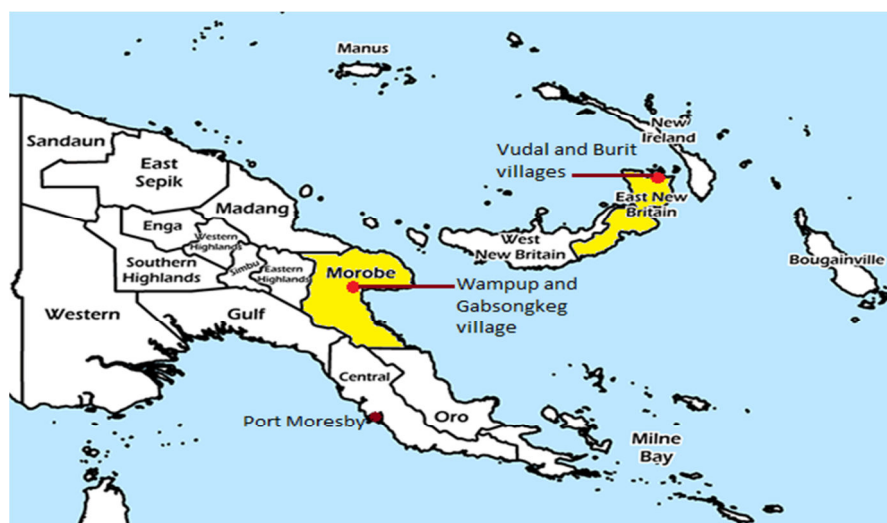 Manus
New
Ireland
Sandaun
Vudal and Burit
villages
East
Sepik
East New
Britain
Madang
Enga
Western
Highlands
West
New Britain
Bougainville
Southern
Highlands
Simbu
Eastern
Highlands
Morobe
Wampup and
Gabsongkeg
village
Western
Gulf
Central
Port Moresby
Oro
Milne
Bay